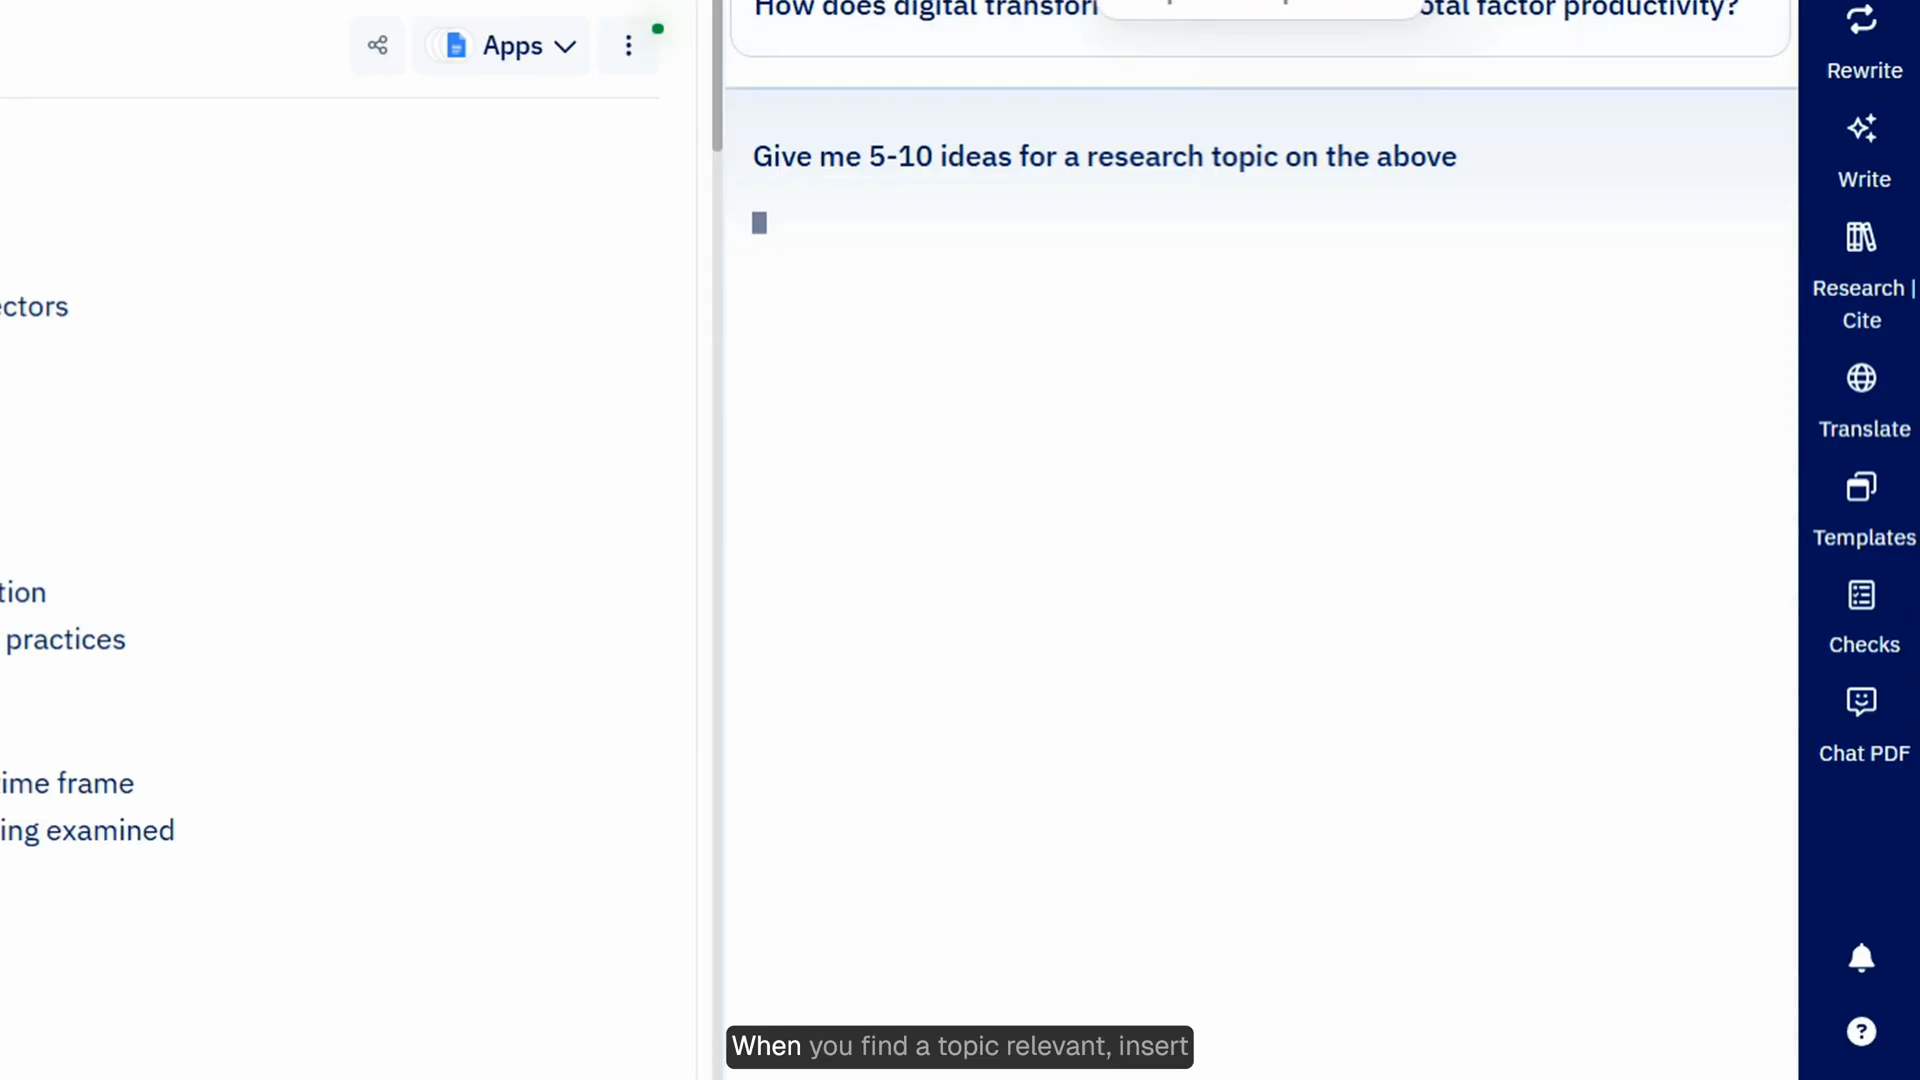 Apps
ectors
tion
practices
ime frame
ing examined
How does digital transfor
tal factor productivity?
Give me 5-10 ideas for a research topic on the above
Rewrite
Write
Research |
Cite
Translate
Templates
Checks
Chat PDF
When you find a topic relevant, insert